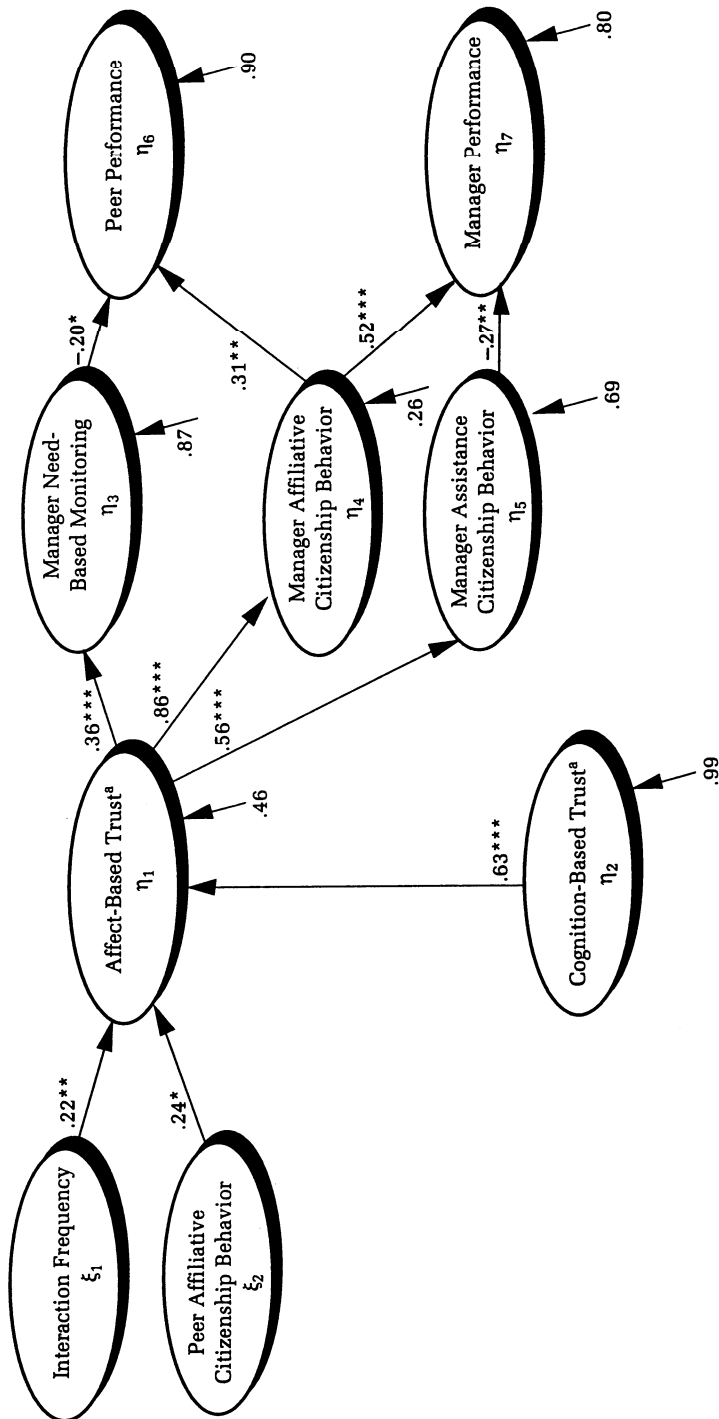 Interaction Frequency
ξ1
Peer Affiliative
Citizenship Behavior
ξ2
.22**
.24*
Affect-Based Trustᵃ
η1
.46
.63***
Cognition-Based Trustᵃ
η2
.99
.36***
.86***
.56***
Manager Need-
Based Monitoring
η3
.87
Manager Affiliative
Citizenship Behavior
η4
.26
Manager Assistance
Citizenship Behavior
η5
.69
-.20*
.31**
.52***
-.27**
Peer Performance
η6
.90
Manager Performance
η7
.80